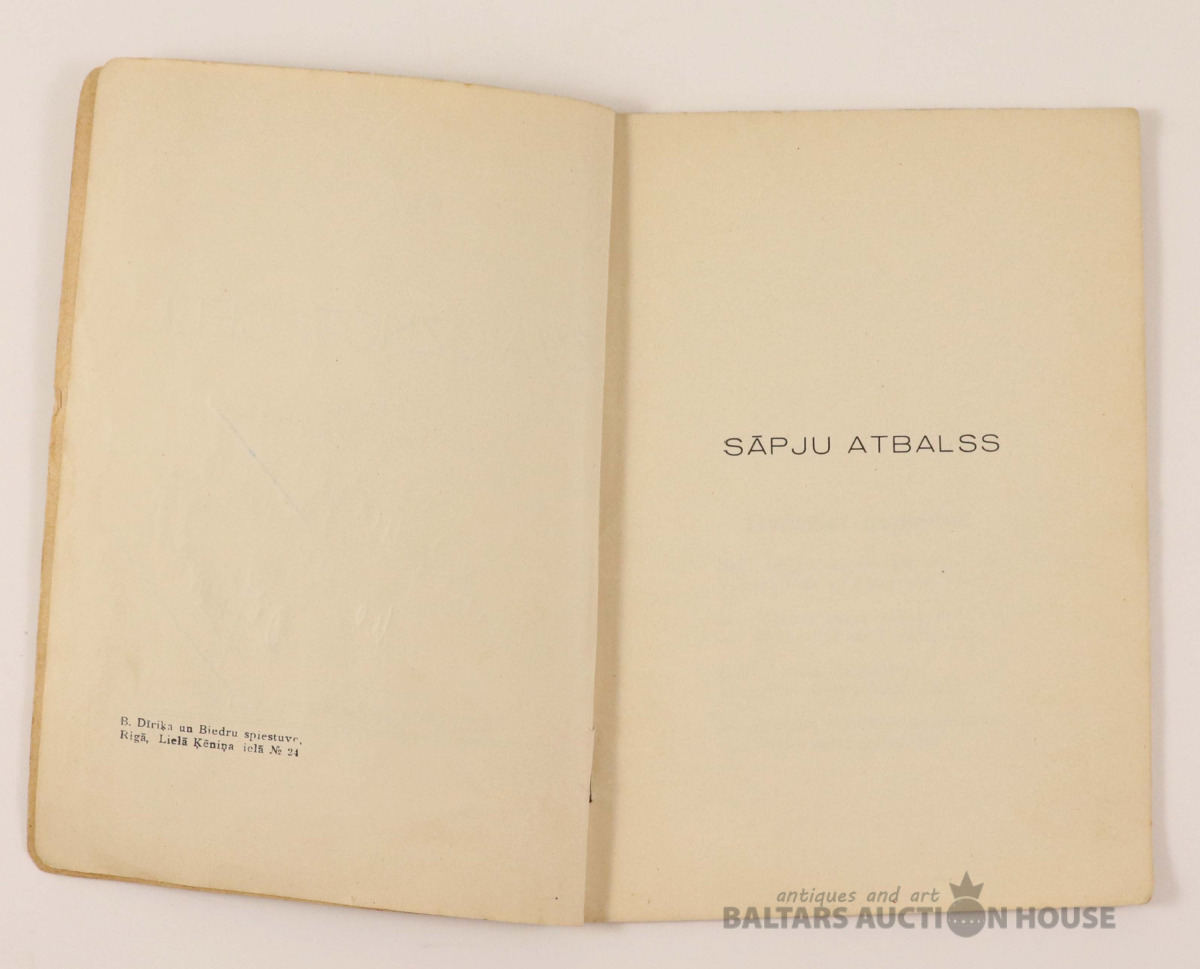 B. Dīriķa un Biedru spiestuve,
Rīgā, Lielā Ķēniņa ielā № 24
SĀPJU ATBALSS
antiques and art
BALTARS AUCTION HOUSE